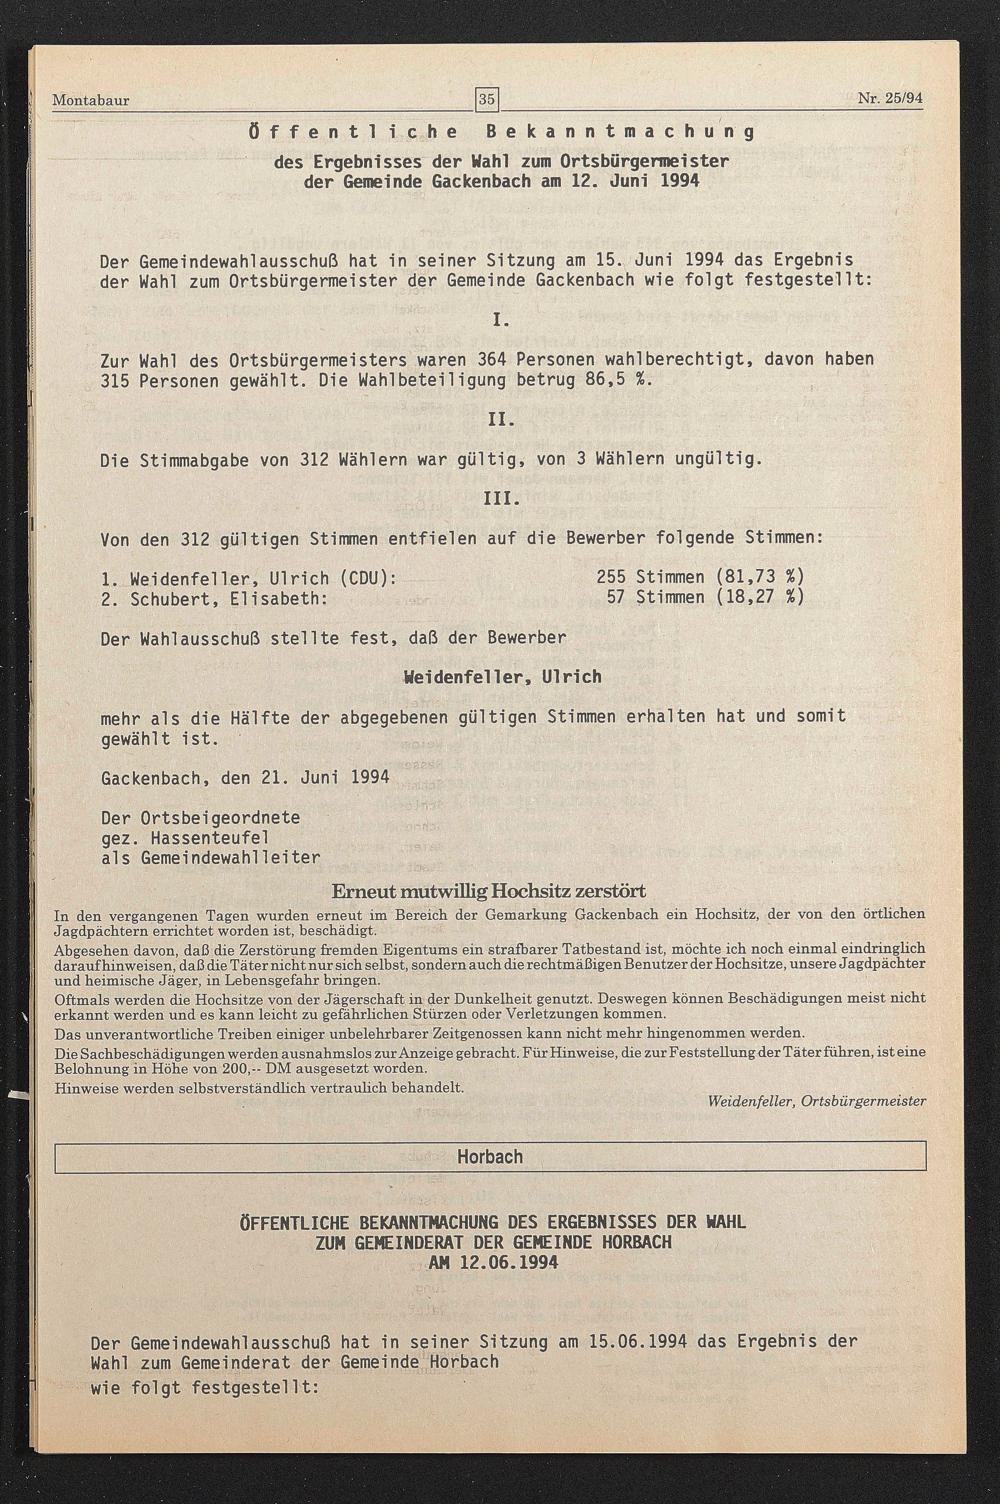 Montabaur 35 Nr. 25/94
Öffentliche Bekanntmachung
des Ergebnisses der Wahl zum Ortsbürgermeister
der Gemeinde Gackenbach am 12. Juni 1994
Der Gemeindewahlausschuß hat in seiner Sitzung am 15. Juni 1994 das Ergebnis
der Wahl zum Ortsbürgermeister der Gemeinde Gackenbach wie folgt festgestellt:
I.
Zur Wahl des Ortsbürgermeisters waren 364 Personen wahlberechtigt, davon haben
315 Personen gewählt. Die Wahlbeteiligung betrug 86,5 %.
II.
Die Stimmabgabe von 312 Wählern war gültig, von 3 Wählern ungültig.
III.
Von den 312 gültigen Stimmen entfielen auf die Bewerber folgende Stimmen:
1. Weidenfeller, Ulrich (CDU): 255 Stimmen (81,73 %)
2. Schubert, Elisabeth: 57 Stimmen (18,27 %)
Der Wahlausschuß stellte fest, daß der Bewerber
Weidenfeller, Ulrich
mehr als die Hälfte der abgegebenen gültigen Stimmen erhalten hat und somit
gewählt ist.
Gackenbach, den 21. Juni 1994
Der Ortsbeigeordnete
gez. Hassenteufel
als Gemeindewahlleiter
Erneut mutwillig Hochsitz zerstört
In den vergangenen Tagen wurden erneut im Bereich der Gemarkung Gackenbach ein Hochsitz, der von den örtlichen
Jagdpächtern errichtet worden ist, beschädigt.
Abgesehen davon, daß die Zerstörung fremden Eigentums ein strafbarer Tatbestand ist, möchte ich noch einmal eindringlich
darauf hinweisen, daß die Täter nicht nur sich selbst, sondern auch die rechtmäßigen Benutzer der Hochsitze, unsere Jagdpächter
und heimische Jäger, in Lebensgefahr bringen.
Oftmals werden die Hochsitze von der Jägerschaft in der Dunkelheit genutzt. Deswegen können Beschädigungen meist nicht
erkannt werden und es kann leicht zu gefährlichen Stürzen oder Verletzungen kommen.
Das unverantwortliche Treiben einiger unbelehrbarer Zeitgenossen kann nicht mehr hingenommen werden.
Die Sachbeschädigungen werden ausnahmslos zur Anzeige gebracht. Für Hinweise, die zur Feststellung der Täter führen, ist eine
Belohnung in Höhe von 200,-- DM ausgesetzt worden.
Hinweise werden selbstverständlich vertraulich behandelt.
Weidenfeller, Ortsbürgermeister
Horbach
ÖFFENTLICHE BEKANNTMACHUNG DES ERGEBNISSES DER WAHL
ZUM GEMEINDERAT DER GEMEINDE HORBACH
AM 12.06.1994
Der Gemeindewahlausschuß hat in seiner Sitzung am 15.06.1994 das Ergebnis der
Wahl zum Gemeinderat der Gemeinde Horbach
wie folgt festgestellt: